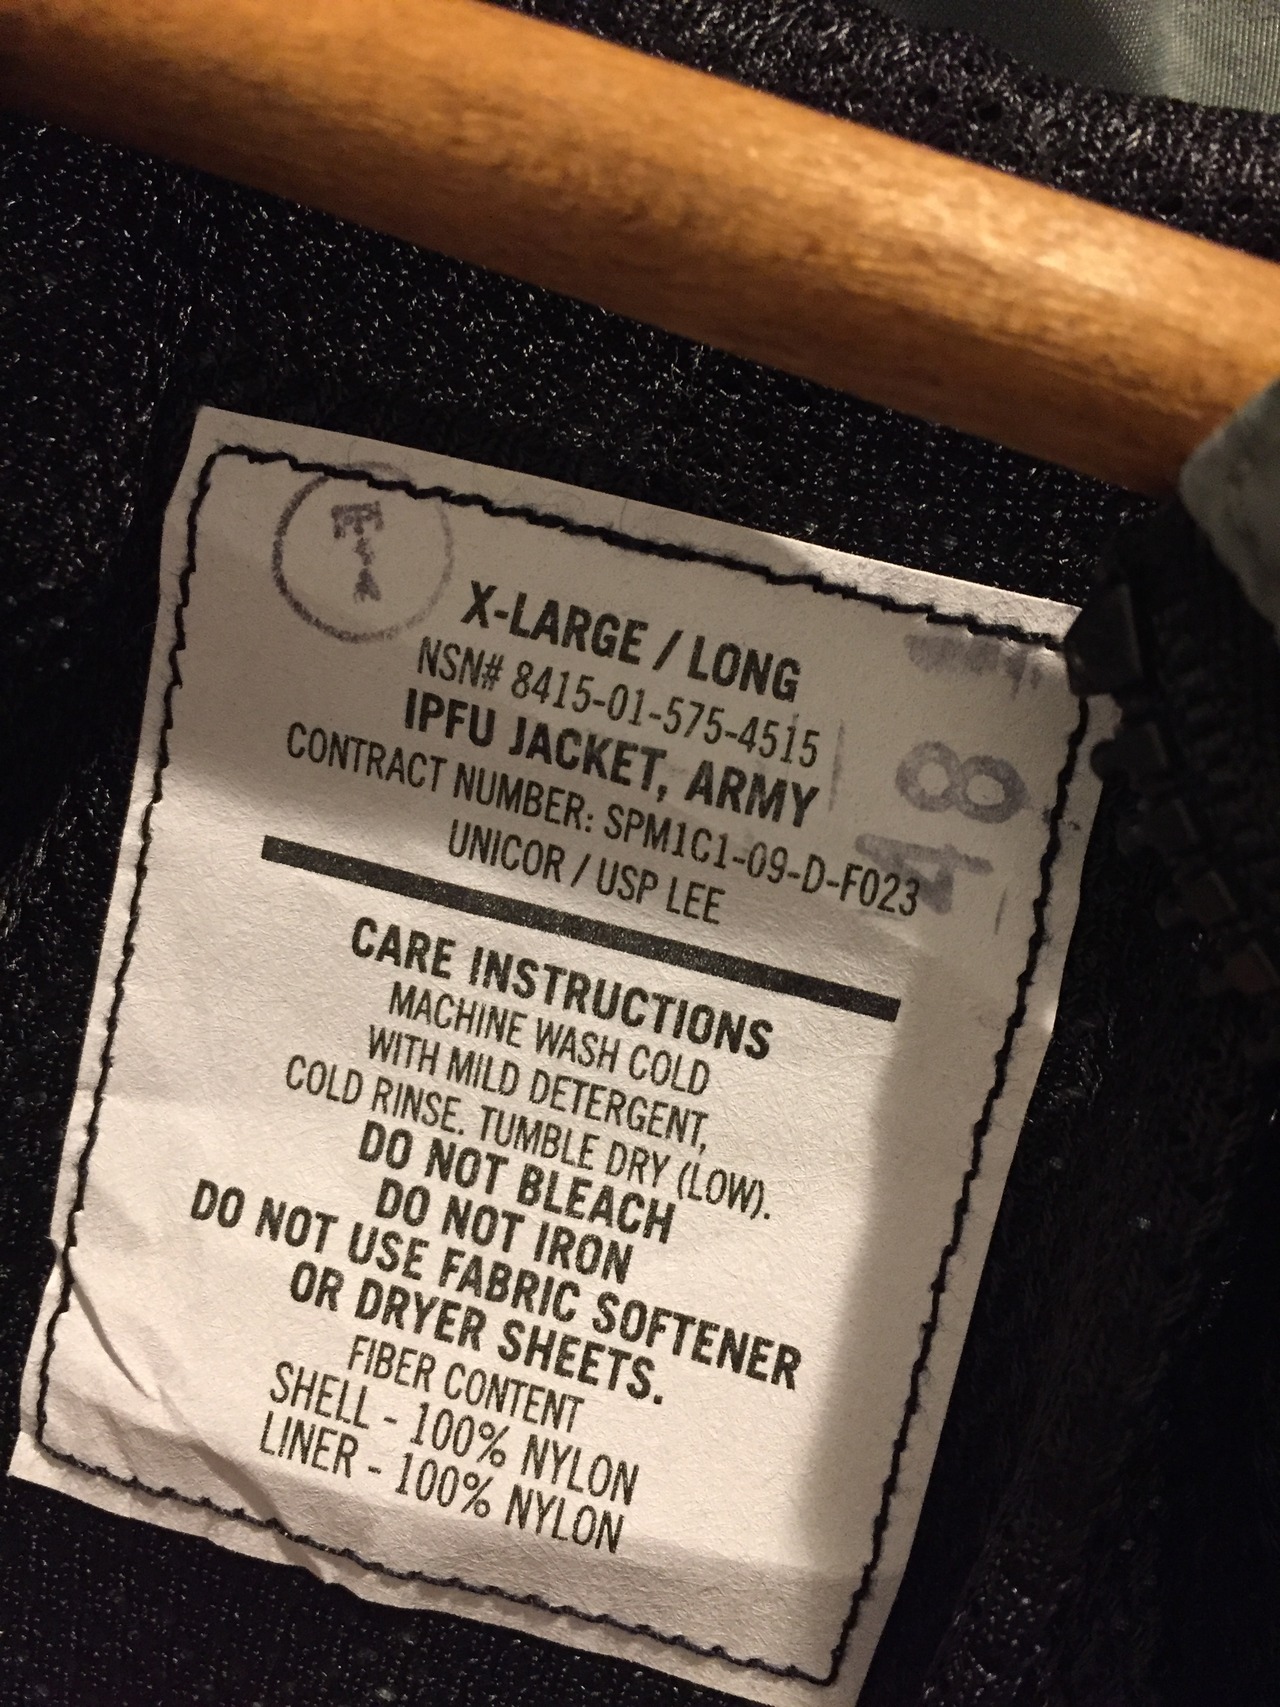 X-LARGE / LONG
NSN# 8415-01-575-4515
IPFU JACKET, ARMY
CONTRACT NUMBER: SPM1C1-09-D-F023
UNICOR / USP LEE
48
CARE INSTRUCTIONS
MACHINE WASH COLD
WITH MILD DETERGENT,
COLD RINSE. TUMBLE DRY (LOW).
DO NOT BLEACH
DO NOT IRON
DO NOT USE FABRIC SOFTENER
OR DRYER SHEETS.
FIBER CONTENT
SHELL - 100% NYLON
LINER - 100% NYLON